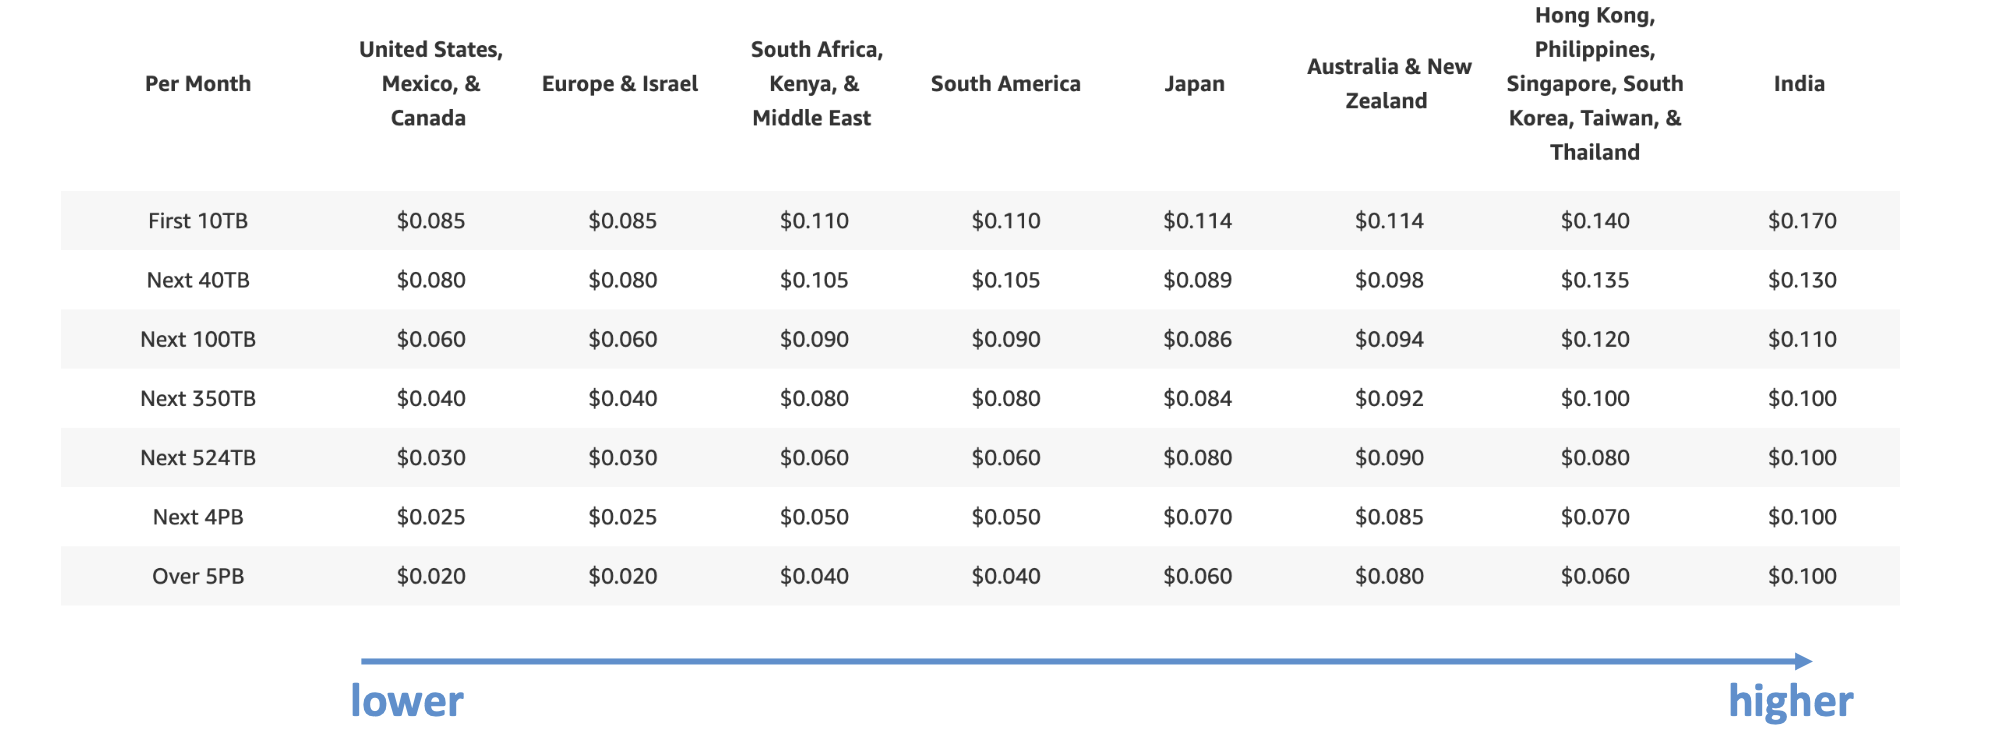 Per Month
United States,
Mexico, &
Canada
Europe & Israel
South Africa,
Kenya, &
Middle East
South America
Japan
Australia & New
Zealand
Hong Kong,
Philippines,
Singapore, South
Korea, Taiwan, &
Thailand
India
First 10TB $0.085 $0.085 $0.110 $0.110 $0.114 $0.114 $0.140 $0.170
Next 40TB $0.080 $0.080 $0.105 $0.105 $0.089 $0.098 $0.135 $0.130
Next 100TB $0.060 $0.060 $0.090 $0.090 $0.086 $0.094 $0.120 $0.110
Next 350TB $0.040 $0.040 $0.080 $0.080 $0.084 $0.092 $0.100 $0.100
Next 524TB $0.030 $0.030 $0.060 $0.060 $0.080 $0.090 $0.080 $0.100
Next 4PB $0.025 $0.025 $0.050 $0.050 $0.070 $0.085 $0.070 $0.100
Over 5PB $0.020 $0.020 $0.040 $0.040 $0.060 $0.080 $0.060 $0.100
lower higher